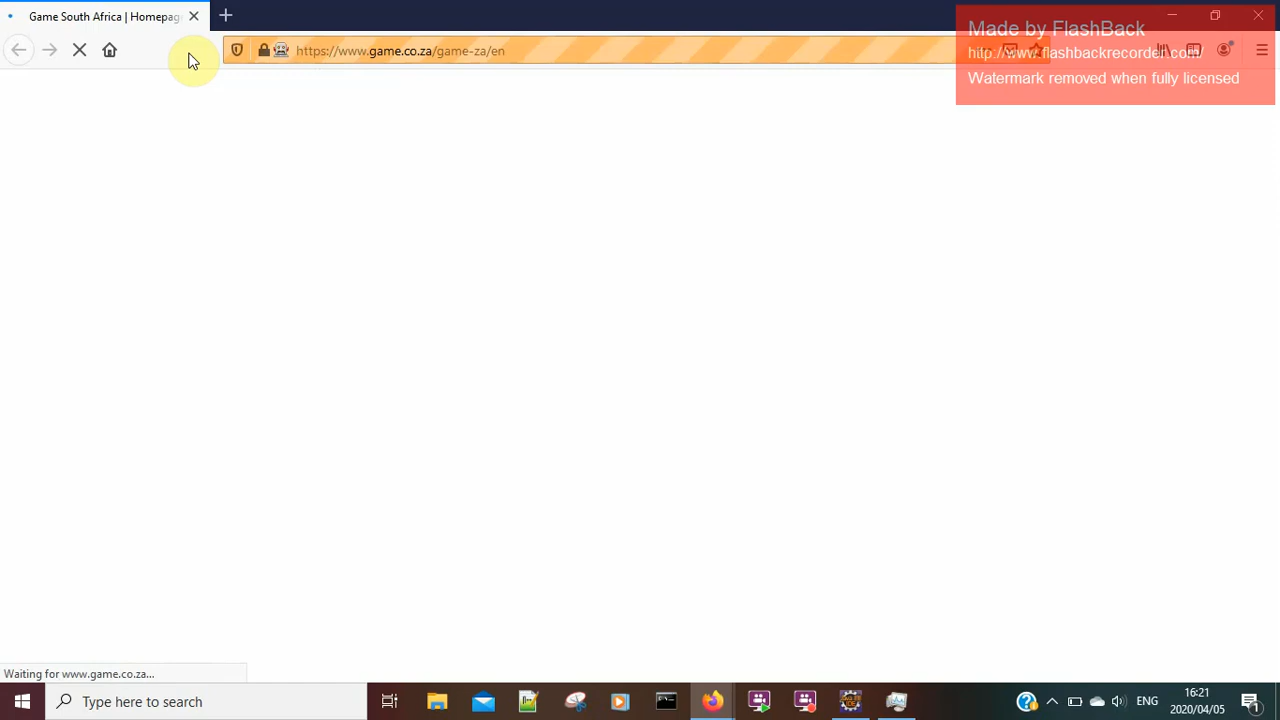 Game South Africa | Homepag
Made by FlashBack
https://www.game.co.za/game-za/en
http://www.flashbackrecorder.com/
Watermark removed when fully licensed
Waiting for www.game.co.za...
Type here to search
ENG
16:21
2020/04/05
1